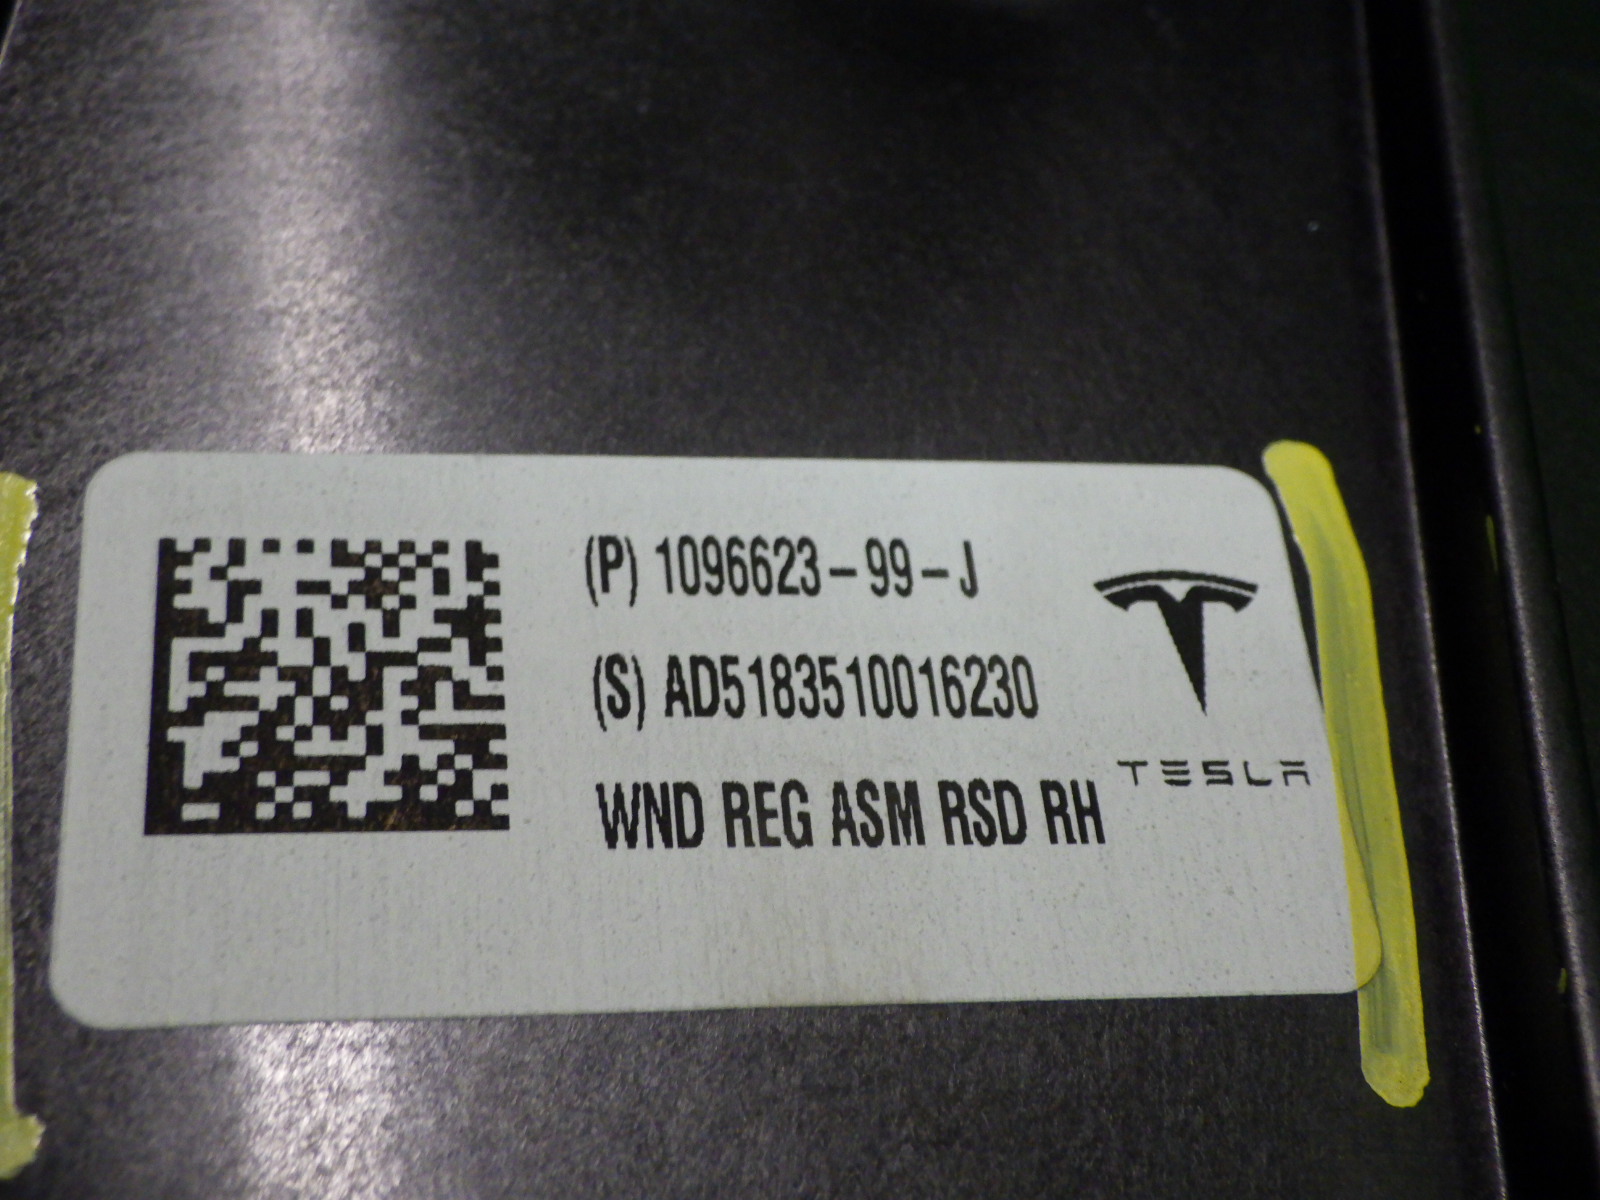 (P) 1096623-99-J
(S) AD5183510016230
WND REG ASM RSD RH
TESLA